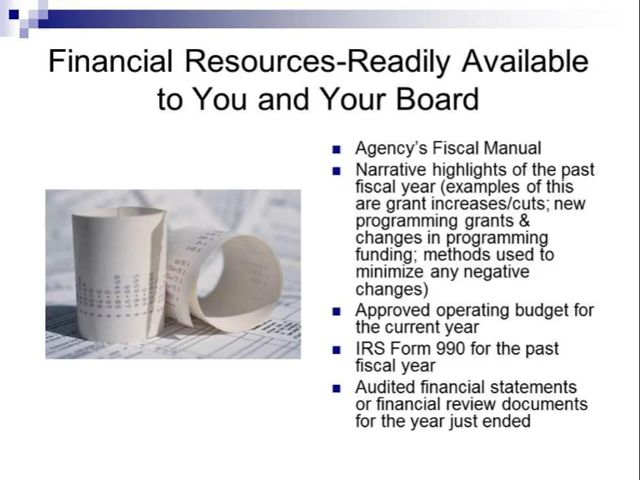 Financial Resources-Readily Available
to You and Your Board
Agency's Fiscal Manual
Narrative highlights of the past
fiscal year (examples of this
are grant increases/cuts; new
programming grants &
changes in programming
funding; methods used to
minimize any negative
changes)
Approved operating budget for
the current year
IRS Form 990 for the past
fiscal year
Audited financial statements
or financial review documents
for the year just ended